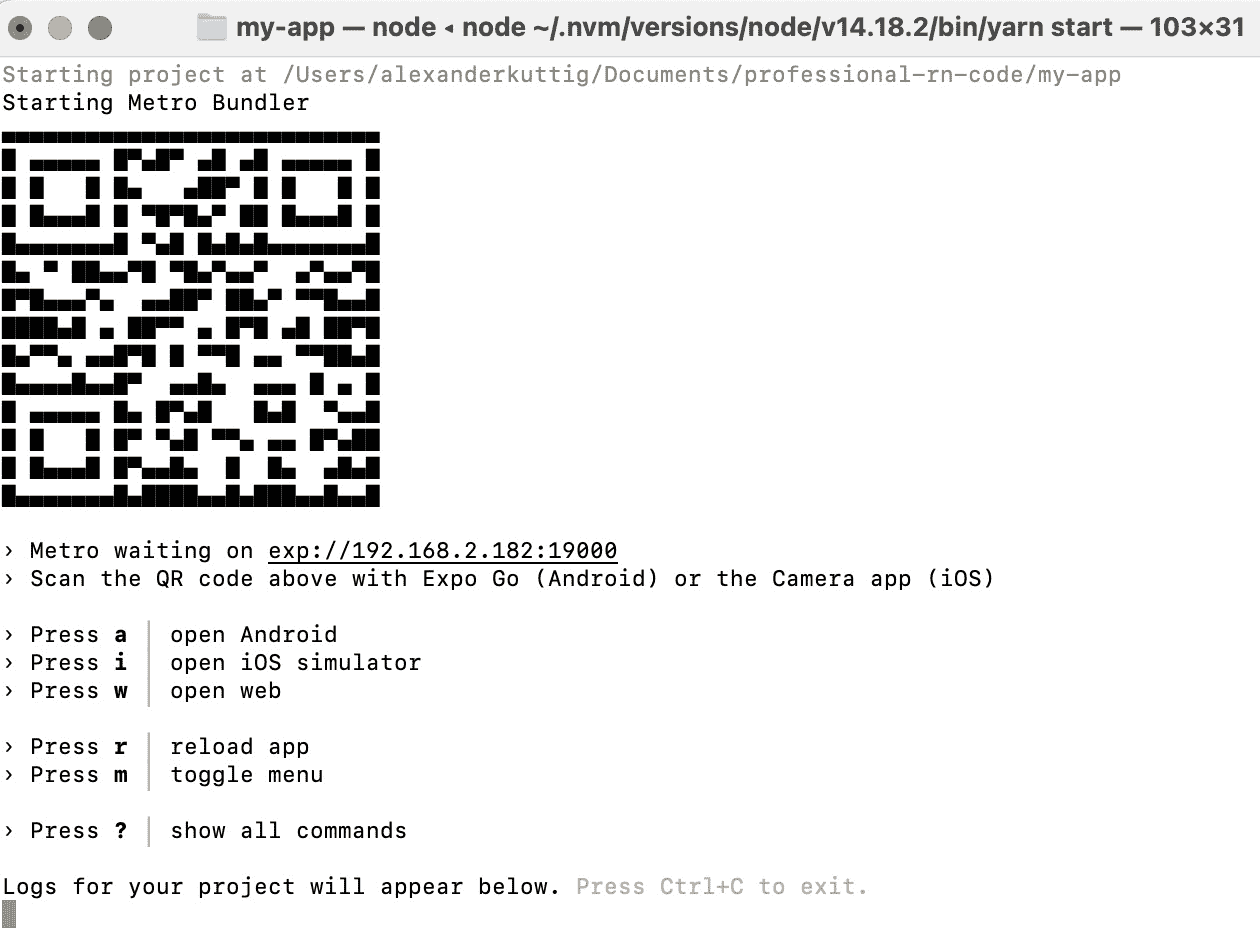 my-app — node ◂ node ~/.nvm/versions/node/v14.18.2/bin/yarn start — 103×31
Starting project at /Users/alexanderkuttig/Documents/professional-rn-code/my-app
Starting Metro Bundler
› Metro waiting on exp://192.168.2.182:19000
› Scan the QR code above with Expo Go (Android) or the Camera app (iOS)
› Press a │ open Android
› Press i │ open iOS simulator
› Press w │ open web
› Press r │ reload app
› Press m │ toggle menu
› Press ? │ show all commands
Logs for your project will appear below. Press Ctrl+C to exit.